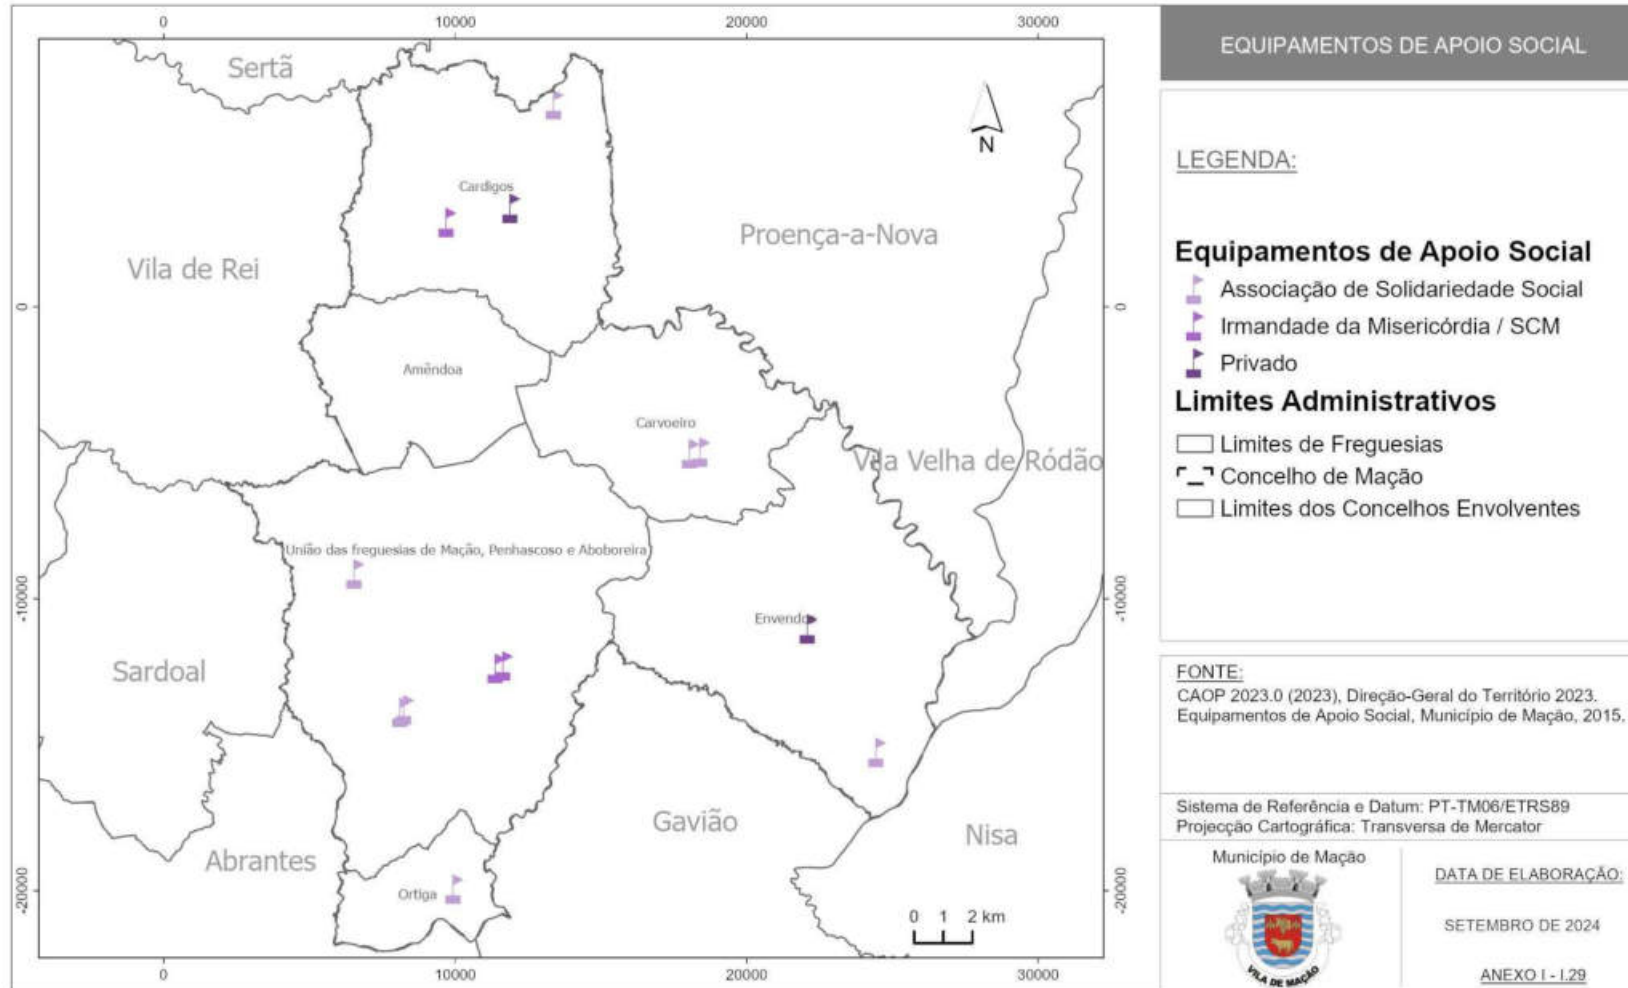 0
10000
20000
30000
EQUIPAMENTOS DE APOIO SOCIAL
Sertã
N
Cardigos
Proença-a-Nova
Vila de Rei
0
0
Amêndoa
Carvoeiro
Vila Velha de Ródão
União das freguesias de Mação, Penhascoso e Aboboreira
-10000
-10000
Envendos
Sardoal
Gavião
Nisa
Abrantes
Ortiga
-20000
-20000
0 1 2 km
0
10000
20000
30000
LEGENDA:
Equipamentos de Apoio Social
Associação de Solidariedade Social
Irmandade da Misericórdia / SCM
Privado
Limites Administrativos
Limites de Freguesias
Concelho de Mação
Limites dos Concelhos Envolventes
FONTE:
CAOP 2023.0 (2023), Direção-Geral do Território 2023.
Equipamentos de Apoio Social, Município de Mação, 2015.
Sistema de Referência e Datum: PT-TM06/ETRS89
Projecção Cartográfica: Transversa de Mercator
Município de Mação
VILA DE MAÇÃO
DATA DE ELABORAÇÃO:
SETEMBRO DE 2024
ANEXO I - I.29